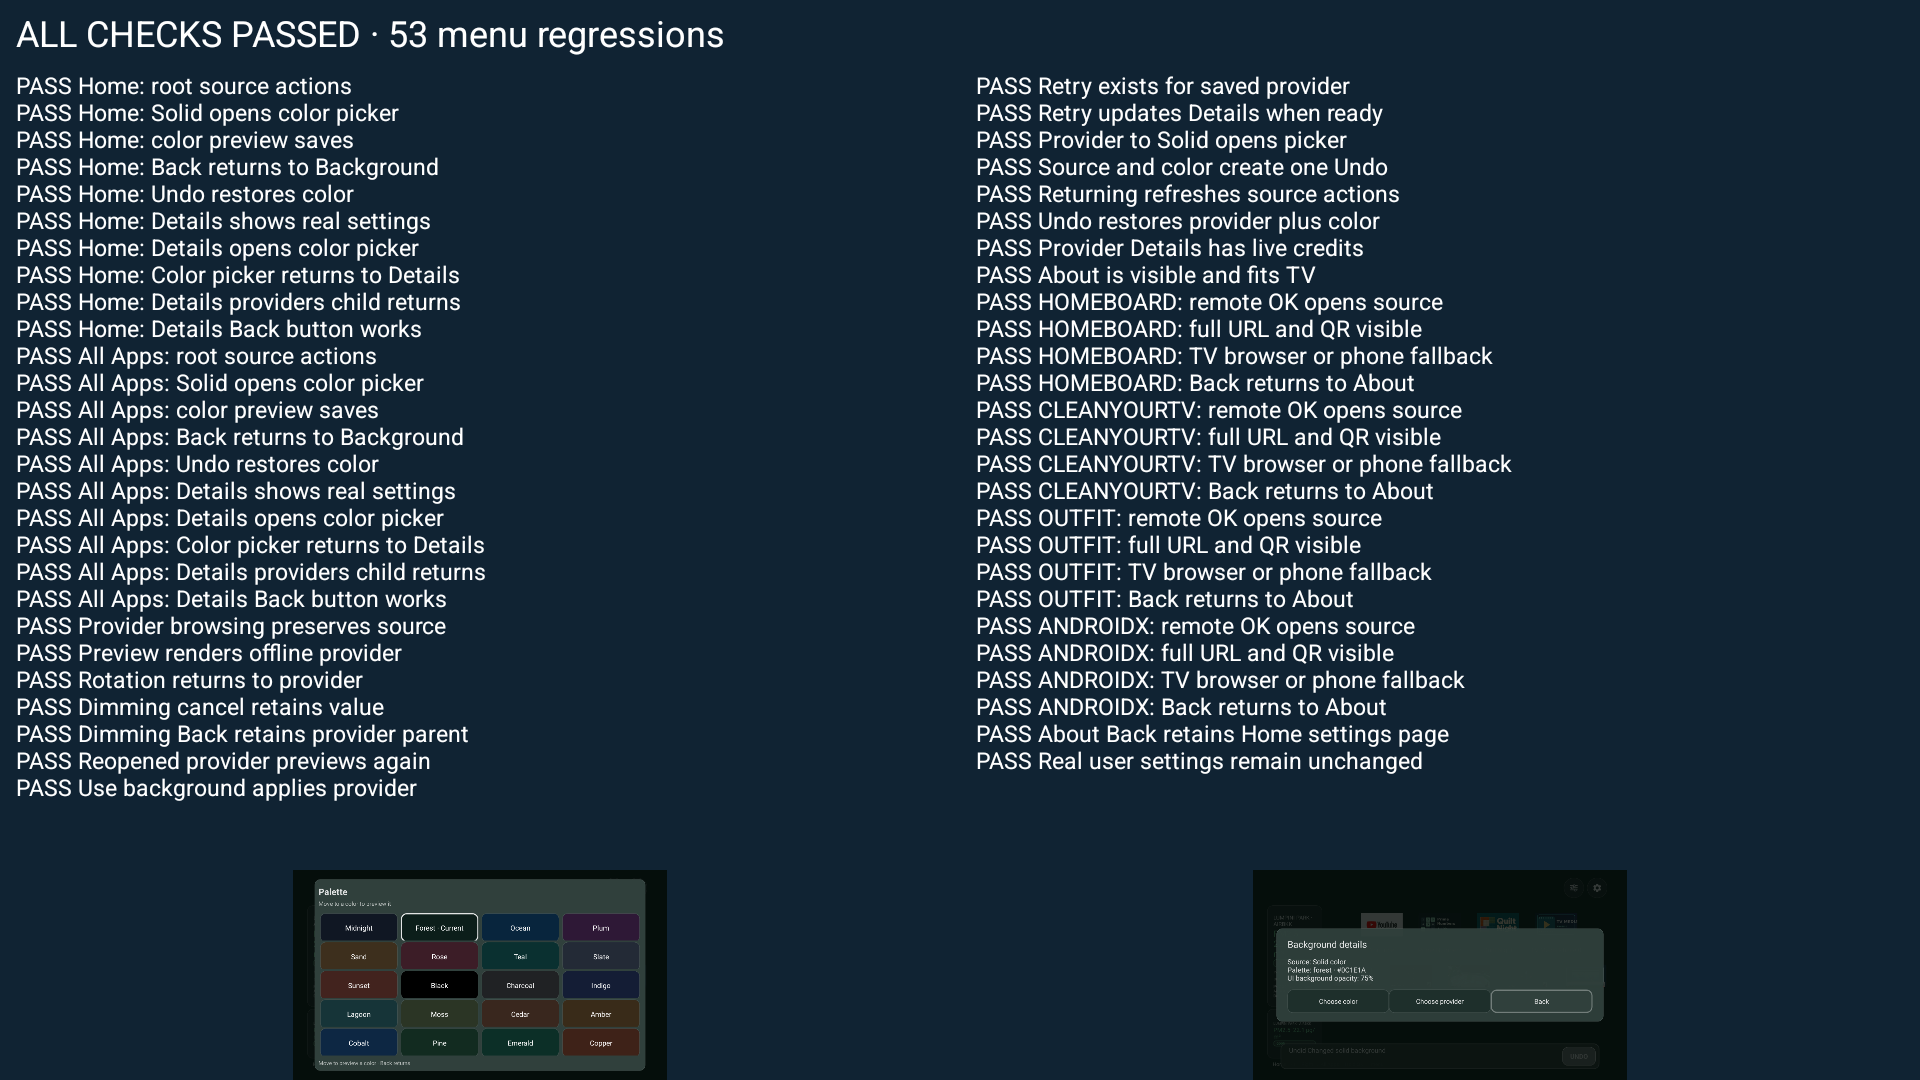 ALL CHECKS PASSED · 53 menu regressions
PASS Home: root source actions
PASS Home: Solid opens color picker
PASS Home: color preview saves
PASS Home: Back returns to Background
PASS Home: Undo restores color
PASS Home: Details shows real settings
PASS Home: Details opens color picker
PASS Home: Color picker returns to Details
PASS Home: Details providers child returns
PASS Home: Details Back button works
PASS All Apps: root source actions
PASS All Apps: Solid opens color picker
PASS All Apps: color preview saves
PASS All Apps: Back returns to Background
PASS All Apps: Undo restores color
PASS All Apps: Details shows real settings
PASS All Apps: Details opens color picker
PASS All Apps: Color picker returns to Details
PASS All Apps: Details providers child returns
PASS All Apps: Details Back button works
PASS Provider browsing preserves source
PASS Preview renders offline provider
PASS Rotation returns to provider
PASS Dimming cancel retains value
PASS Dimming Back retains provider parent
PASS Reopened provider previews again
PASS Use background applies provider
PASS Retry exists for saved provider
PASS Retry updates Details when ready
PASS Provider to Solid opens picker
PASS Source and color create one Undo
PASS Returning refreshes source actions
PASS Undo restores provider plus color
PASS Provider Details has live credits
PASS About is visible and fits TV
PASS HOMEBOARD: remote OK opens source
PASS HOMEBOARD: full URL and QR visible
PASS HOMEBOARD: TV browser or phone fallback
PASS HOMEBOARD: Back returns to About
PASS CLEANYOURTV: remote OK opens source
PASS CLEANYOURTV: full URL and QR visible
PASS CLEANYOURTV: TV browser or phone fallback
PASS CLEANYOURTV: Back returns to About
PASS OUTFIT: remote OK opens source
PASS OUTFIT: full URL and QR visible
PASS OUTFIT: TV browser or phone fallback
PASS OUTFIT: Back returns to About
PASS ANDROIDX: remote OK opens source
PASS ANDROIDX: full URL and QR visible
PASS ANDROIDX: TV browser or phone fallback
PASS ANDROIDX: Back returns to About
PASS About Back retains Home settings page
PASS Real user settings remain unchanged
Palette
Move to a color to preview it
Midnight Forest · Current Ocean Plum
Sand Rose Teal Slate
Sunset Black Charcoal Indigo
Lagoon Moss Cedar Amber
Cobalt Pine Emerald Copper
Move to preview a color · Back returns
YouTube
Background details
Source: Solid color
Palette: forest · #0C1E1A
UI background opacity: 75%
Choose color Choose provider Back
Undo Changed solid background
UNDO